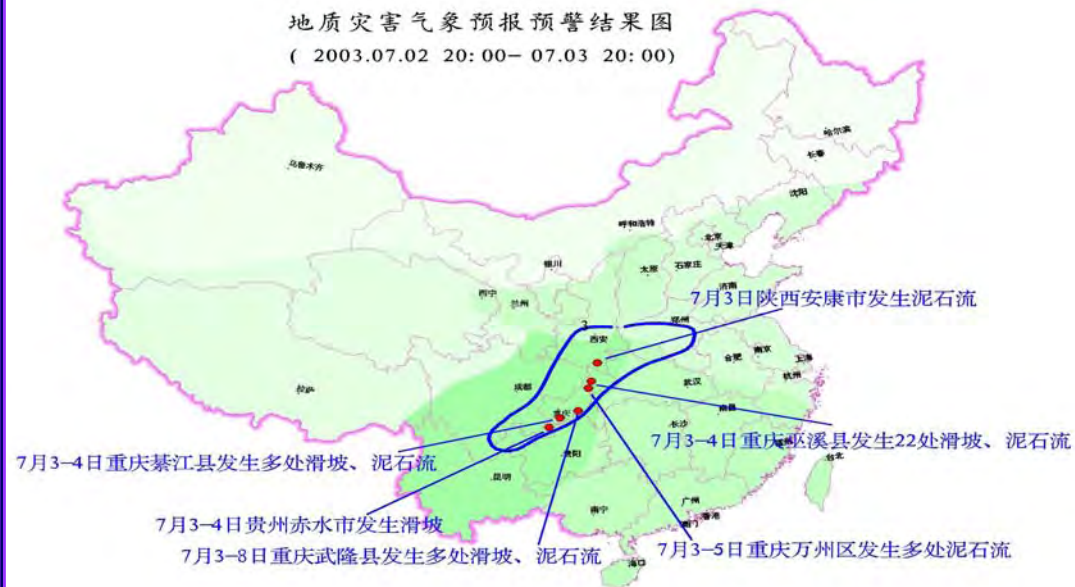 地质灾害气象预报预警结果图
( 2003.07.02 20:00- 07.03 20:00)
哈尔滨
长春
乌鲁木齐
沈阳
呼和浩特
北京
天津
银川
太原
石家庄
济南
西宁
兰州
7月3日陕西安康市发生泥石流
郑州
3
西安
合肥
南京
上海
杭州
成都
武汉
拉萨
南昌
重庆
长沙
7月3-4日重庆巫溪县发生22处滑坡、泥石流
台北
7月3-4日重庆綦江县发生多处滑坡、泥石流
贵阳
昆明
7月3-4日贵州赤水市发生滑坡
广州
香港
澳门
南宁
7月3-8日重庆武隆县发生多处滑坡、泥石流
7月3-5日重庆万州区发生多处泥石流
海口